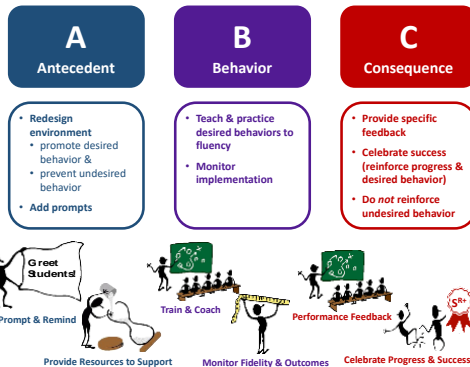 A
Antecedent
B
Behavior
C
Consequence
• Redesign
environment
• promote desired
behavior &
• prevent undesired
behavior
• Add prompts
• Teach & practice
desired behaviors to
fluency
• Monitor
implementation
• Provide specific
feedback
• Celebrate success
(reinforce progress &
desired behavior)
• Do not reinforce
undesired behavior
Greet
Students!
Prompt & Remind
Provide Resources to Support
Train & Coach
Monitor Fidelity & Outcomes
Performance Feedback
SR+
Celebrate Progress & Success